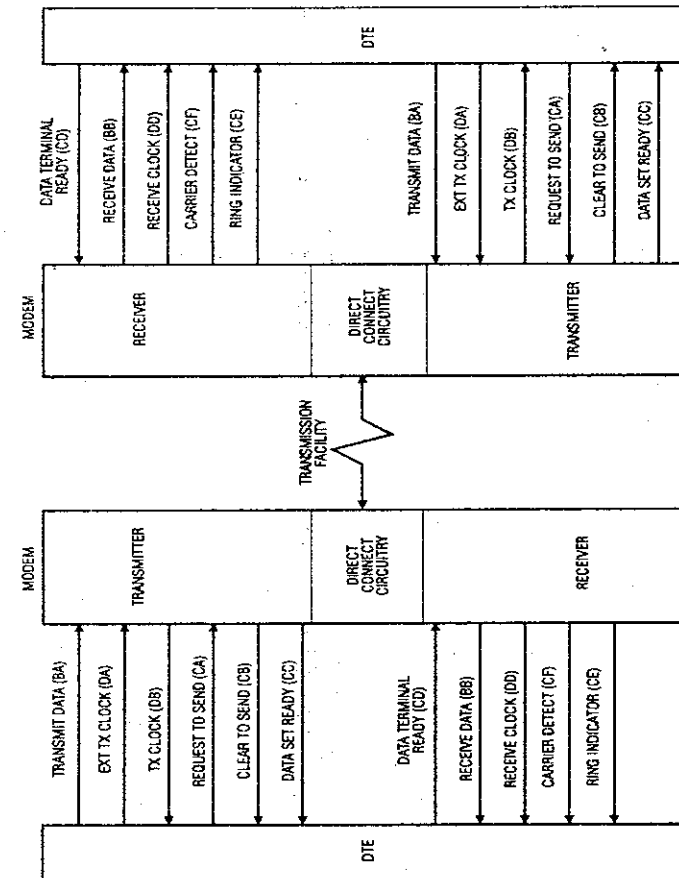 DTE
TRANSMIT DATA (BA)
EXT TX CLOCK (DA)
TX CLOCK (DB)
REQUEST TO SEND (CA)
CLEAR TO SEND (CB)
DATA SET READY (CC)
DATA TERMINAL
READY (CD)
RECEIVE DATA (BB)
RECEIVE CLOCK (DD)
CARRIER DETECT (CF)
RING INDICATOR (CE)
MODEM
TRANSMITTER
DIRECT
CONNECT
CIRCUITRY
RECEIVER
TRANSMISSION
FACILITY
MODEM
RECEIVER
DIRECT
CONNECT
CIRCUITRY
TRANSMITTER
DATA TERMINAL
READY (CD)
RECEIVE DATA (BB)
RECEIVE CLOCK (DD)
CARRIER DETECT (CF)
RING INDICATOR (CE)
TRANSMIT DATA (BA)
EXT TX CLOCK (DA)
TX CLOCK (DB)
REQUEST TO SEND (CA)
CLEAR TO SEND (CB)
DATA SET READY (CC)
DTE